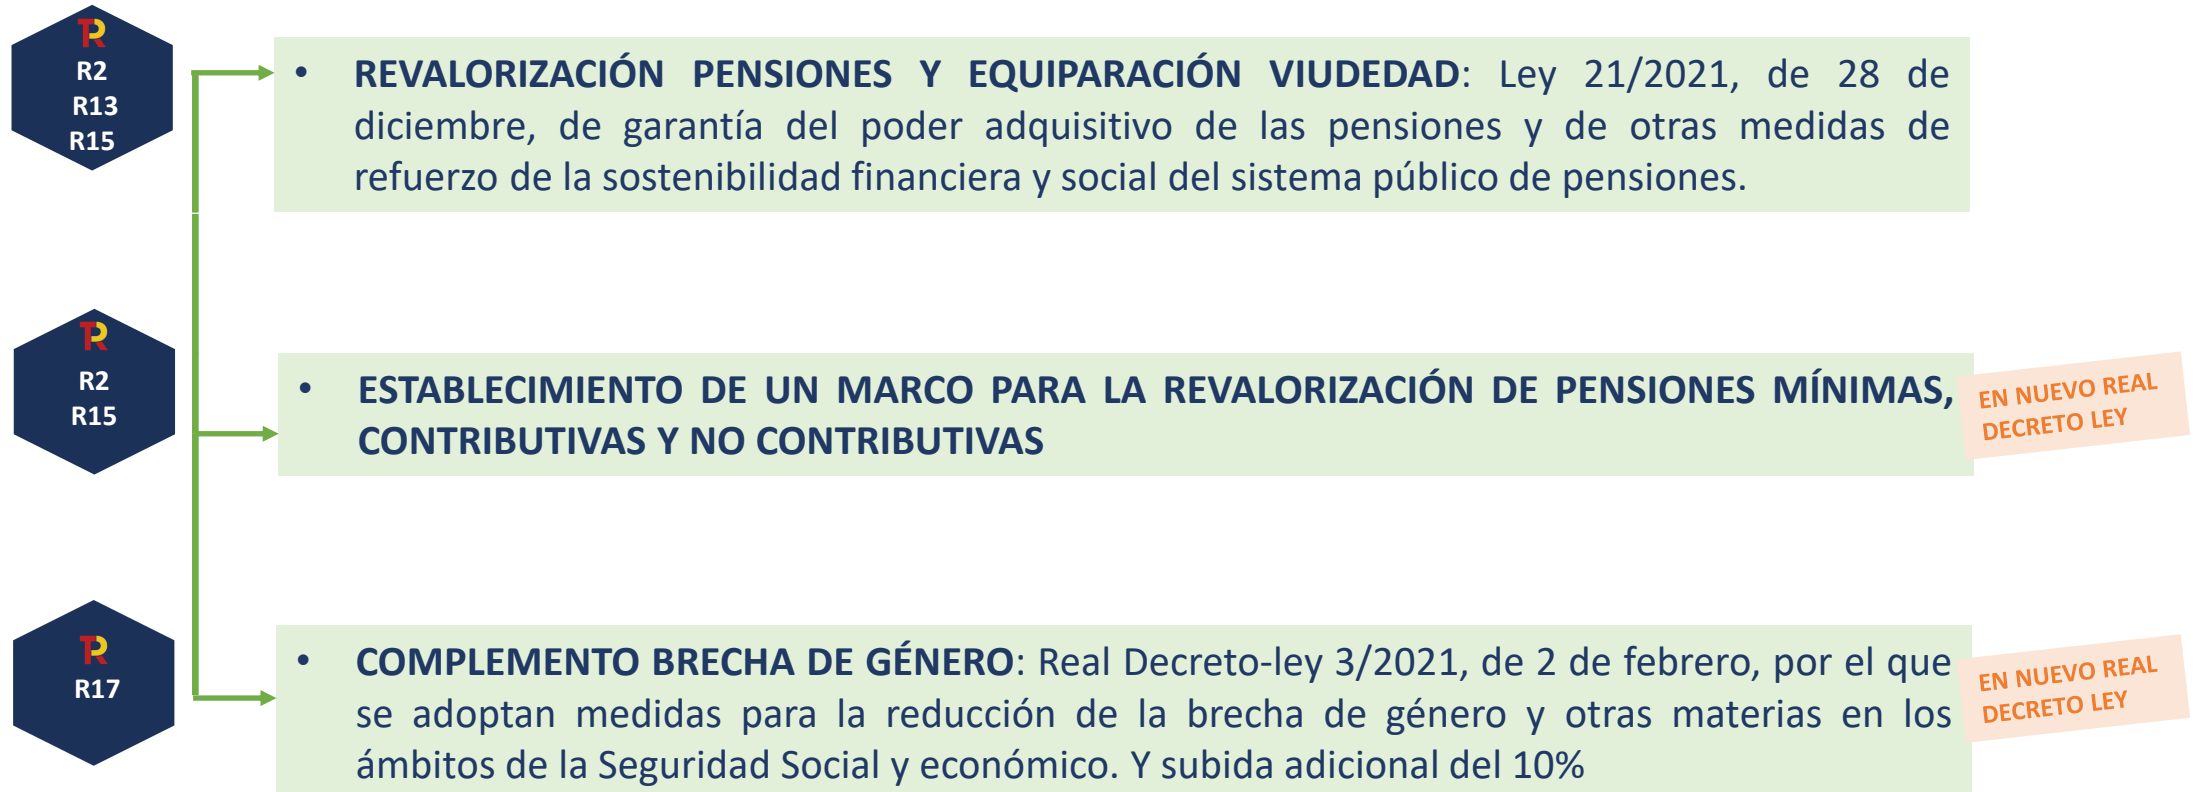 TR
R2
R13
R15
• REVALORIZACIÓN PENSIONES Y EQUIPARACIÓN VIUDEDAD: Ley 21/2021, de 28 de
diciembre, de garantía del poder adquisitivo de las pensiones y de otras medidas de
refuerzo de la sostenibilidad financiera y social del sistema público de pensiones.
TR
R2
R15
• ESTABLECIMIENTO DE UN MARCO PARA LA REVALORIZACIÓN DE PENSIONES MÍNIMAS,
CONTRIBUTIVAS Y NO CONTRIBUTIVAS
EN NUEVO REAL
DECRETO LEY
TR
R17
• COMPLEMENTO BRECHA DE GÉNERO: Real Decreto-ley 3/2021, de 2 de febrero, por el que
se adoptan medidas para la reducción de la brecha de género y otras materias en los
ámbitos de la Seguridad Social y económico. Y subida adicional del 10%
EN NUEVO REAL
DECRETO LEY